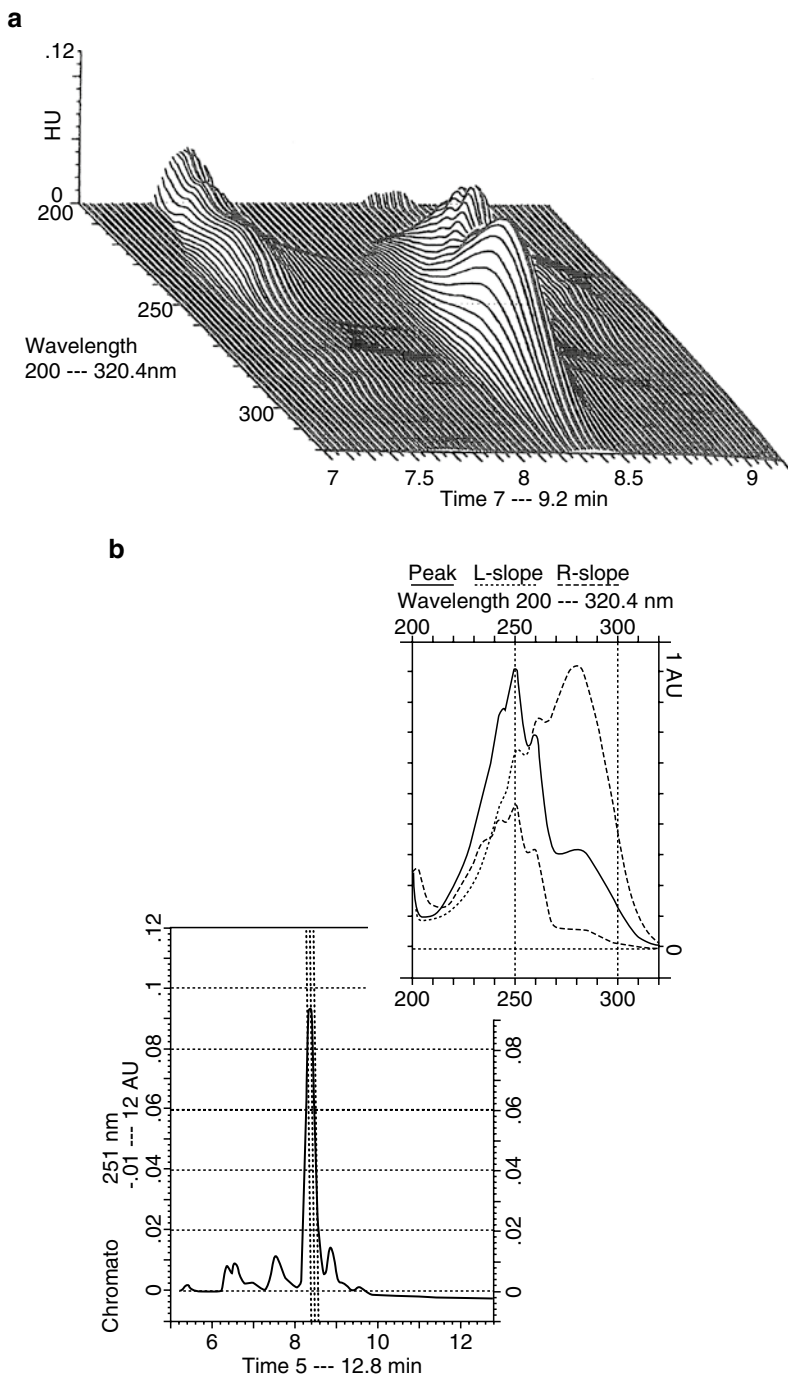 a
.12
HU
0
200
250
Wavelength
200 --- 320.4nm
300
7 7.5 8 8.5 9
Time 7 --- 9.2 min
b
Peak L-slope R-slope
Wavelength 200 --- 320.4 nm
200 250 300
1 AU
0
200 250 300
.12
.1
.08 .08
.06 .06
.04 .04
.02 .02
0 0
251 nm
-.01 --- 12 AU
Chromato
6 8 10 12
Time 5 --- 12.8 min